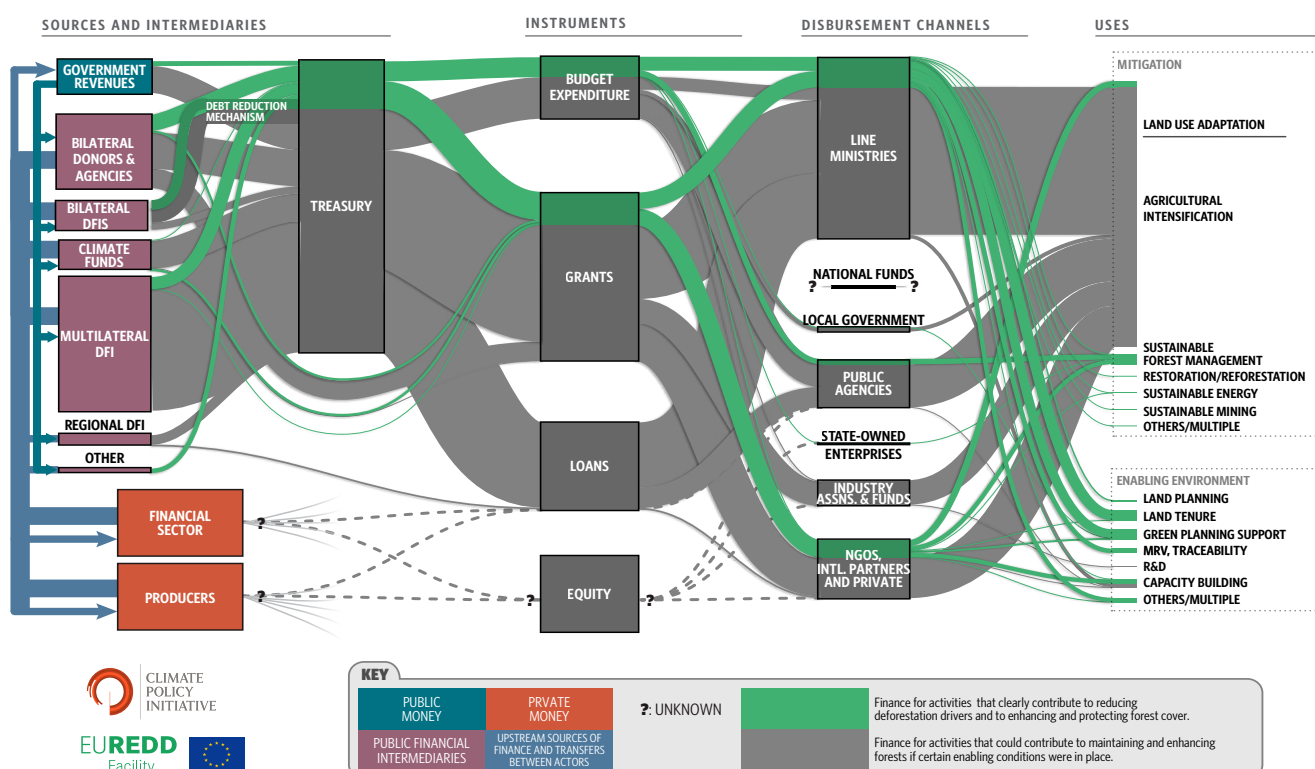 SOURCES AND INTERMEDIARIES
INSTRUMENTS
DISBURSEMENT CHANNELS
USES
GOVERNMENT
REVENUES
BILATERAL
DONORS &
AGENCIES
BILATERAL
DFIS
CLIMATE
FUNDS
MULTILATERAL
DFI
REGIONAL DFI
OTHER
FINANCIAL
SECTOR
PRODUCERS
DEBT REDUCTION
MECHANISM
TREASURY
?
?
BUDGET
EXPENDITURE
GRANTS
LOANS
? EQUITY ?
LINE
MINISTRIES
NATIONAL FUNDS
? ?
LOCAL GOVERNMENT
PUBLIC
AGENCIES
STATE-OWNED
ENTERPRISES
INDUSTRY
ASSNS. & FUNDS
NGOS,
INTL. PARTNERS
AND PRIVATE
MITIGATION
LAND USE ADAPTATION
AGRICULTURAL
INTENSIFICATION
SUSTAINABLE
FOREST MANAGEMENT
RESTORATION/REFORESTATION
SUSTAINABLE ENERGY
SUSTAINABLE MINING
OTHERS/MULTIPLE
ENABLING ENVIRONMENT
LAND PLANNING
LAND TENURE
GREEN PLANNING SUPPORT
MRV, TRACEABILITY
R&D
CAPACITY BUILDING
OTHERS/MULTIPLE
CLIMATE
POLICY
INITIATIVE
EUREDD
Facility
KEY
PUBLIC
MONEY
PRVATE
MONEY
PUBLIC FINANCIAL
INTERMEDIARIES
UPSTREAM SOURCES OF
FINANCE AND TRANSFERS
BETWEEN ACTORS
?: UNKNOWN
Finance for activities that clearly contribute to reducing
deforestation drivers and to enhancing and protecting forest cover.
Finance for activities that could contribute to maintaining and enhancing
forests if certain enabling conditions were in place.